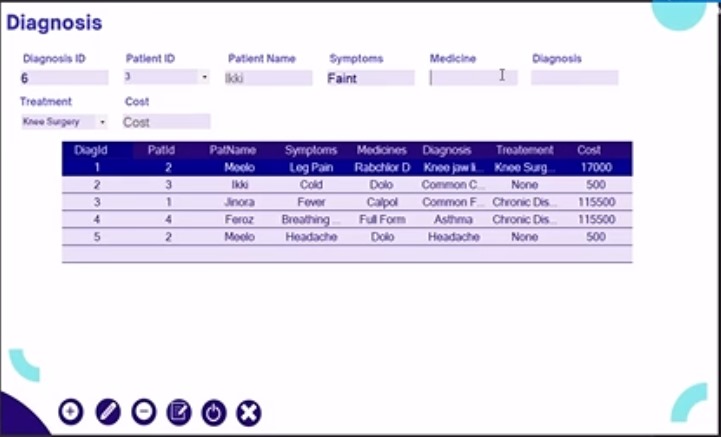 Diagnosis
Diagnosis ID Patient ID Patient Name Symptoms Medicine Diagnosis
6 3 Ikki Faint
Treatment Cost
Knee Surgery Cost
DiagId PatId PatName Symptoms Medicines Diagnosis Treatement Cost
1 2 Meelo Leg Pain Rabchlor D Knee jaw li... Knee Surg... 17000
2 3 Ikki Cold Dolo Common C... None 500
3 1 Jinora Fever Calpol Common F... Chronic Dis... 115500
4 4 Feroz Breathing ... Full Form Asthma Chronic Dis... 115500
5 2 Meelo Headache Dolo Headache None 500